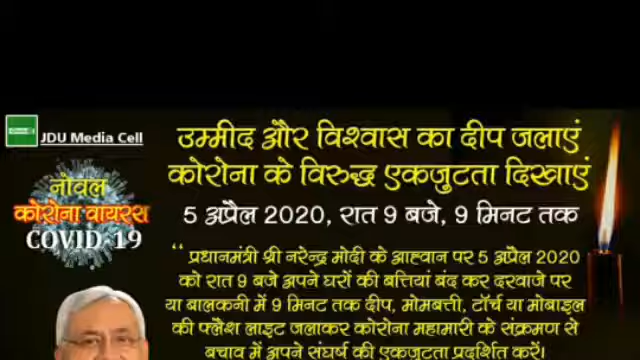 JDU Media Cell
उम्मीद और विश्वास का दीप जलाएं
कोरोना के विरुद्ध एकजुटता दिखाएं
5 अप्रैल 2020, रात 9 बजे, 9 मिनट तक
नोवल
कोरोना वायरस
COVID-19
“ प्रधानमंत्री श्री नरेन्द्र मोदी के आह्वान पर 5 अप्रैल 2020
को रात 9 बजे अपने घरों की बत्तियां बंद कर दरवाजे पर
या बालकनी में 9 मिनट तक दीप, मोमबत्ती, टॉर्च या मोबाइल
की फ्लैश लाइट जलाकर कोरोना महामारी के संक्रमण से
बचाव में अपने संघर्ष की एकजुटता प्रदर्शित करें।